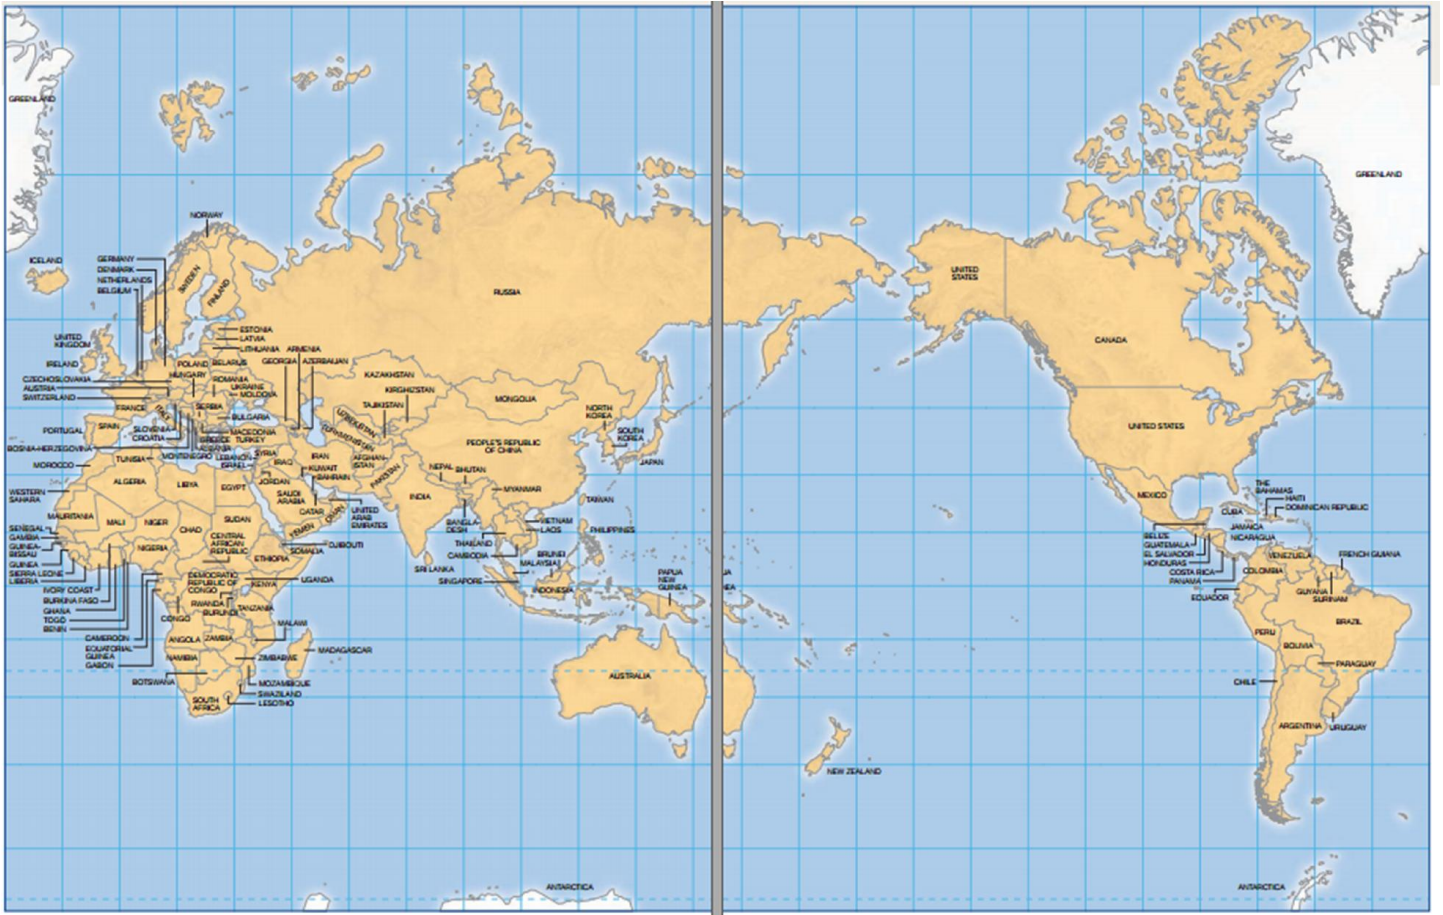 GREENLAND
NORWAY
ICELAND
GERMANY
DENMARK
NETHERLANDS
BELGIUM
SWEDEN
FINLAND
RUSSIA
UNITED
KINGDOM
IRELAND
ESTONIA
LATVIA
LITHUANIA
ARMENIA
GEORGIA
AZERBAIJAN
POLAND
BELARUS
HUNGARY
CZECHOSLOVAKIA
AUSTRIA
SWITZERLAND
ROMANIA
UKRAINE
MOLDOVA
KAZAKHSTAN
KIRGHIZSTAN
TAJIKISTAN
UZBEKISTAN
TURKMENISTAN
MONGOLIA
FRANCE
ITALY
SERBIA
BULGARIA
PORTUGAL
SPAIN
SLOVENIA
CROATIA
MACEDONIA
GREECE
TURKEY
ALBANIA
BOSNIA-HERZEGOVINA
MONTENEGRO
LEBANON
ISRAEL
SYRIA
IRAQ
IRAN
AFGHAN-
ISTAN
PAKISTAN
NORTH
KOREA
SOUTH
KOREA
JAPAN
PEOPLE'S REPUBLIC
OF CHINA
MOROCCO
TUNISIA
ALGERIA
LIBYA
EGYPT
JORDAN
KUWAIT
BAHRAIN
SAUDI
ARABIA
QATAR
OMAN
YEMEN
UNITED
ARAB
EMIRATES
NEPAL
BHUTAN
INDIA
MYANMAR
TAIWAN
WESTERN
SAHARA
MAURITANIA
MALI
NIGER
CHAD
SUDAN
SENEGAL
GAMBIA
GUINEA-
BISSAU
GUINEA
SIERRA LEONE
LIBERIA
IVORY COAST
BURKINA FASO
GHANA
TOGO
BENIN
NIGERIA
CENTRAL
AFRICAN
REPUBLIC
ETHIOPIA
DJIBOUTI
SOMALIA
BANGLA-
DESH
VIETNAM
LAOS
THAILAND
CAMBODIA
PHILIPPINES
SRI LANKA
BRUNEI
MALAYSIA
SINGAPORE
INDONESIA
PAPUA
NEW
GUINEA
DEMOCRATIC
REPUBLIC OF
CONGO
UGANDA
KENYA
RWANDA
BURUNDI
TANZANIA
CONGO
CAMEROON
EQUATORIAL
GUINEA
GABON
ANGOLA
ZAMBIA
MALAWI
MADAGASCAR
NAMIBIA
ZIMBABWE
BOTSWANA
MOZAMBIQUE
SWAZILAND
LESOTHO
SOUTH
AFRICA
AUSTRALIA
ANTARCTICA
GREENLAND
UNITED
STATES
CANADA
UNITED STATES
MEXICO
THE
BAHAMAS
HAITI
DOMINICAN REPUBLIC
CUBA
JAMAICA
NICARAGUA
BELIZE
GUATEMALA
EL SALVADOR
HONDURAS
COSTA RICA
PANAMA
ECUADOR
VENEZUELA
COLOMBIA
FRENCH GUIANA
GUYANA
SURINAM
BRAZIL
PERU
BOLIVIA
PARAGUAY
CHILE
ARGENTINA
URUGUAY
UA
NEA
NEW ZEALAND
ANTARCTICA